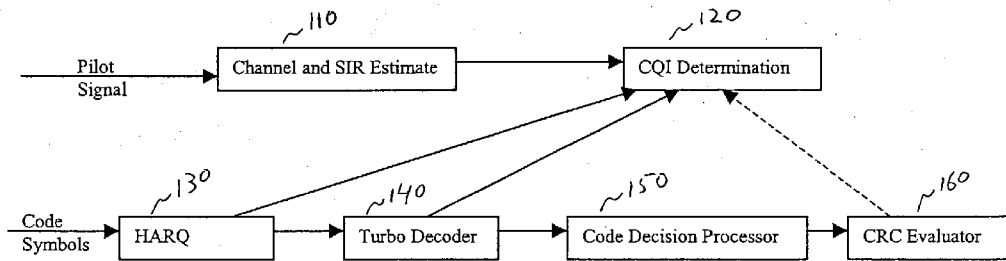 110
120
Pilot
Signal
Channel and SIR Estimate
CQI Determination
130
140
150
160
Code
Symbols
HARQ
Turbo Decoder
Code Decision Processor
CRC Evaluator